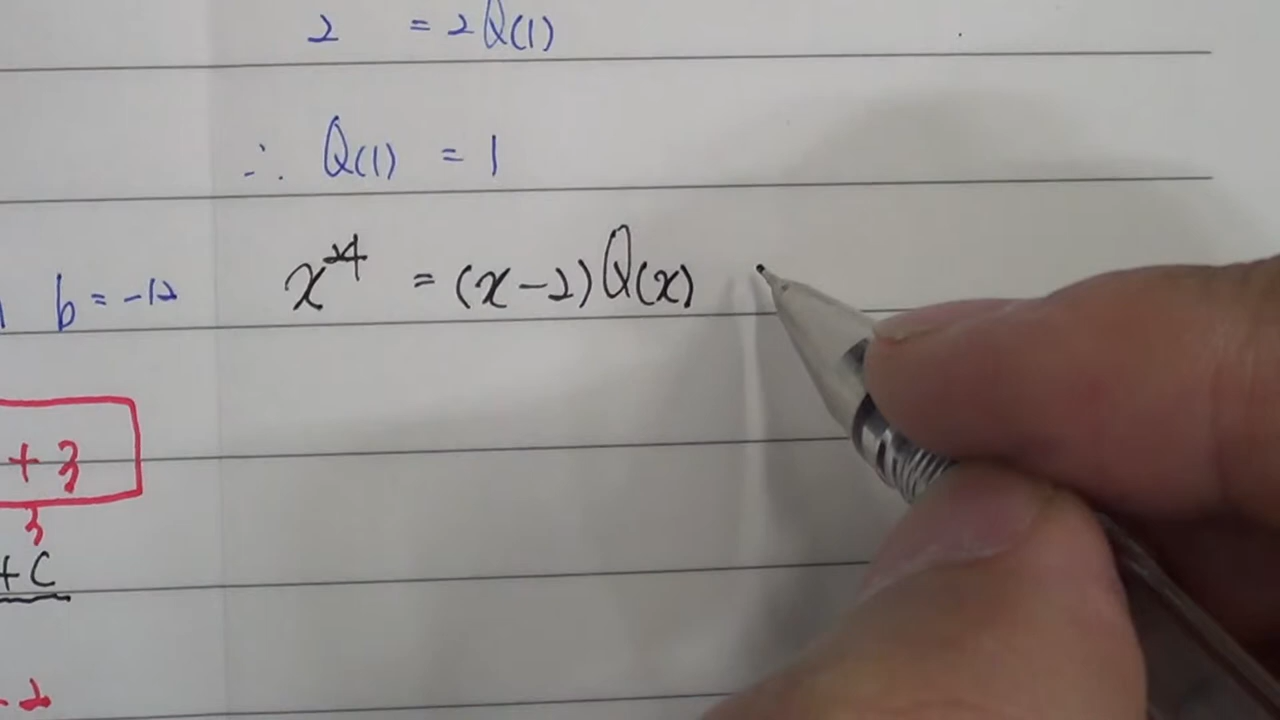 2 = 2Q(1)
∴ Q(1) = 1
b = -12 x²⁴ = (x-2)Q(x)
+ 3
3
+C